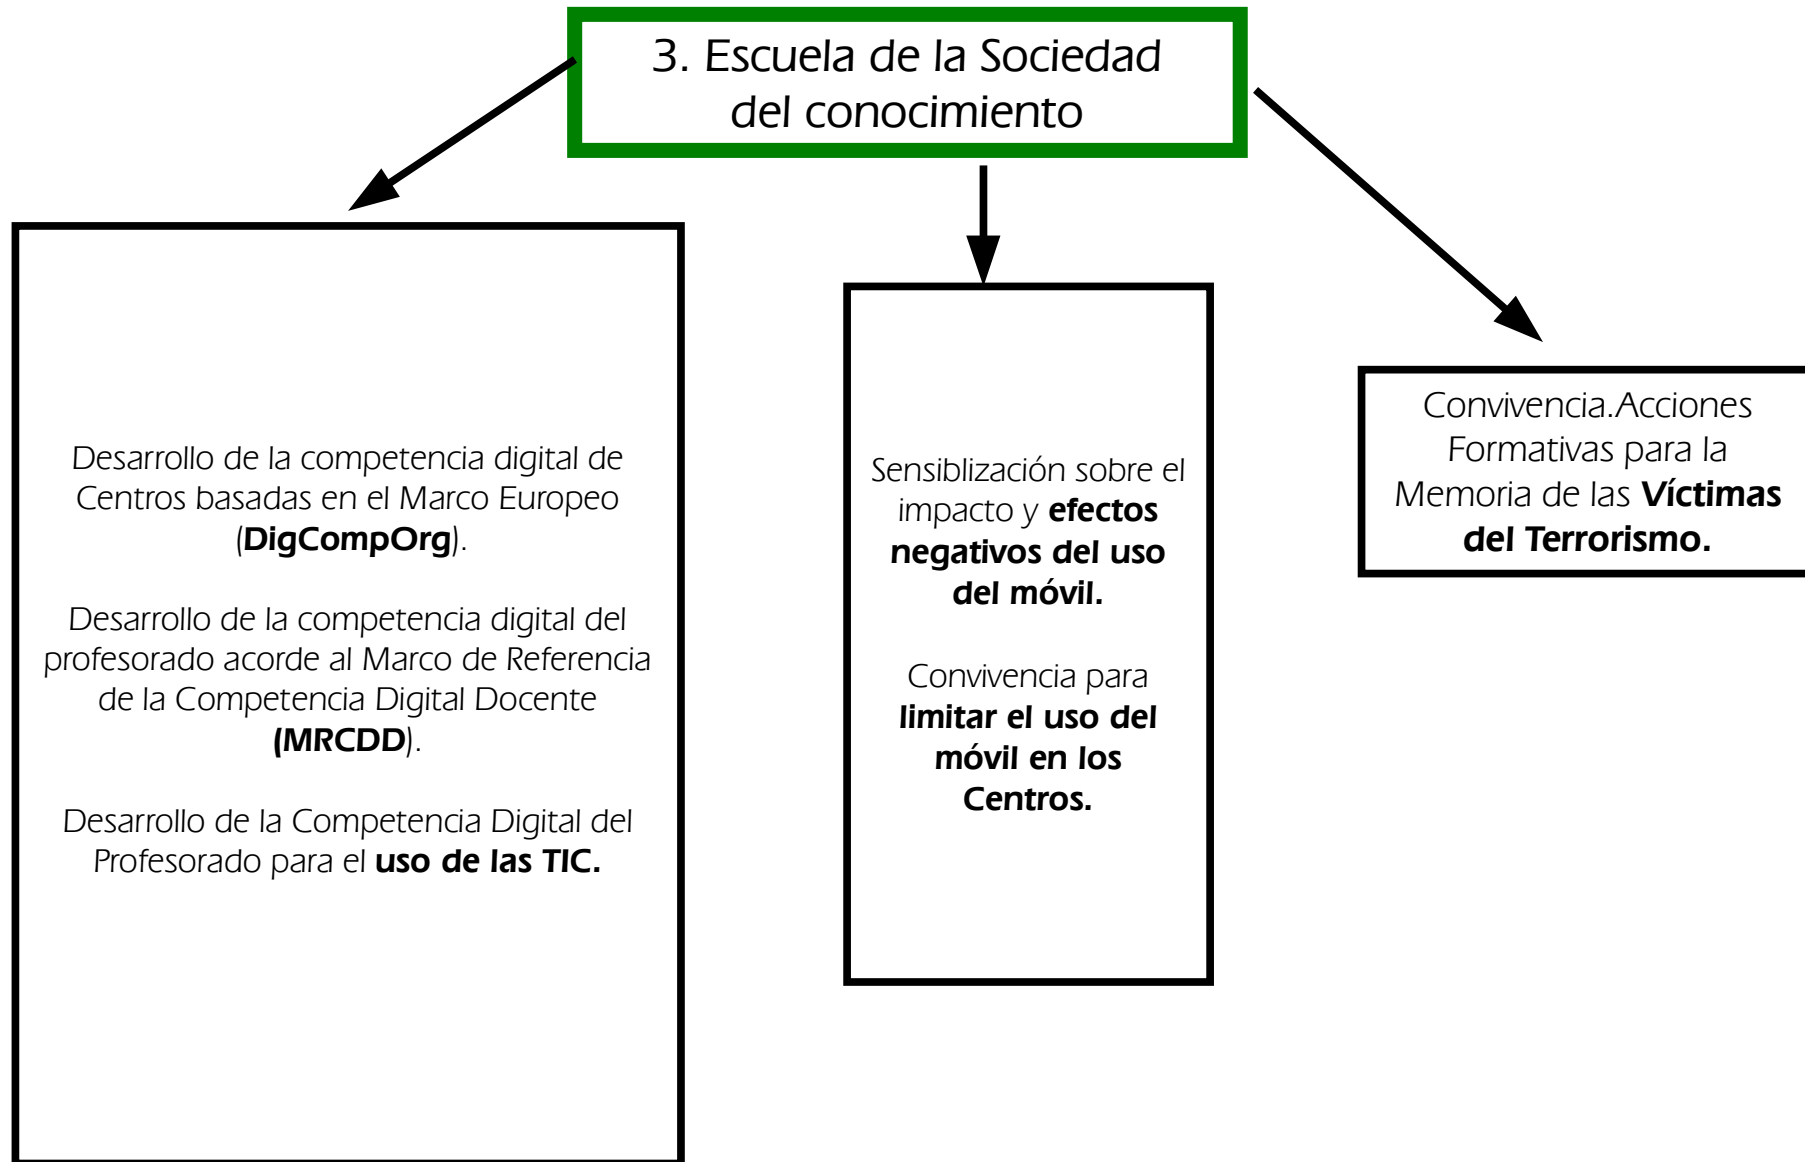 3. Escuela de la Sociedad
del conocimiento
Desarrollo de la competencia digital de
Centros basadas en el Marco Europeo
(DigCompOrg).
Desarrollo de la competencia digital del
profesorado acorde al Marco de Referencia
de la Competencia Digital Docente
(MRCDD).
Desarrollo de la Competencia Digital del
Profesorado para el uso de las TIC.
Sensiblización sobre el
impacto y efectos
negativos del uso
del móvil.
Convivencia para
limitar el uso del
móvil en los
Centros.
Convivencia.Acciones
Formativas para la
Memoria de las Víctimas
del Terrorismo.